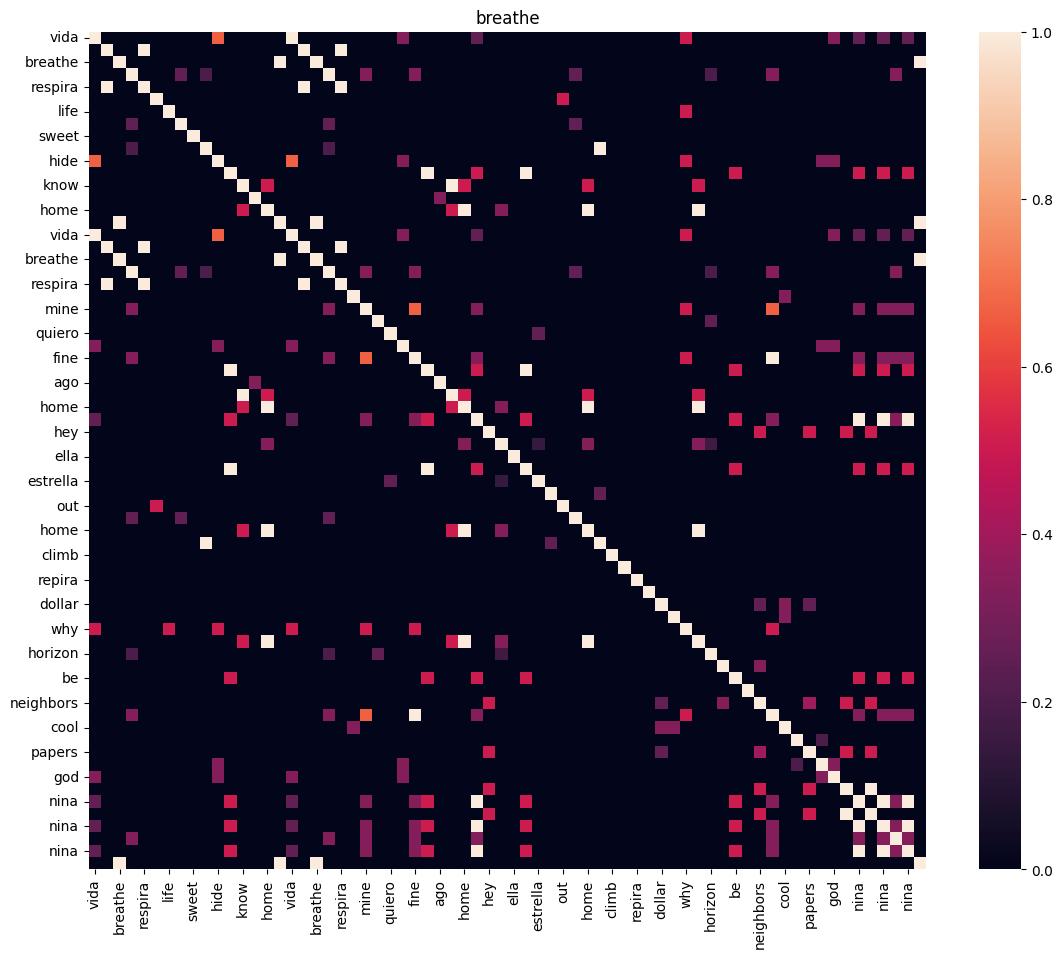 breathe
vida
breathe
respira
life
sweet
hide
know
home
vida
breathe
respira
mine
quiero
fine
ago
home
hey
ella
estrella
out
home
climb
repira
dollar
why
horizon
be
neighbors
cool
papers
god
nina
nina
nina
1.0
0.8
0.6
0.4
0.2
0.0
vida
breathe
respira
life
sweet
hide
know
home
vida
breathe
respira
mine
quiero
fine
ago
home
hey
ella
estrella
out
home
climb
repira
dollar
why
horizon
be
neighbors
cool
papers
god
nina
nina
nina